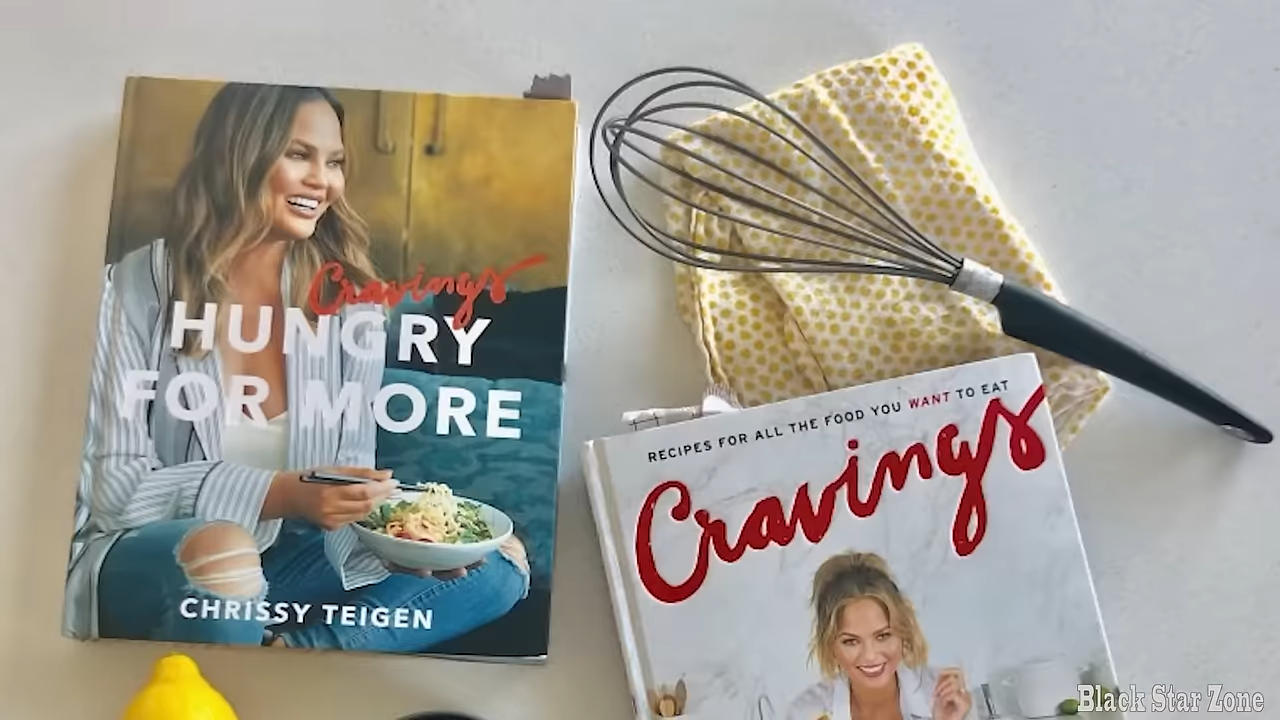 Cravings
HUNGRY
FOR MORE
CHRISSY TEIGEN
RECIPES FOR ALL THE FOOD YOU WANT TO EAT
Cravings
Black Star Zone